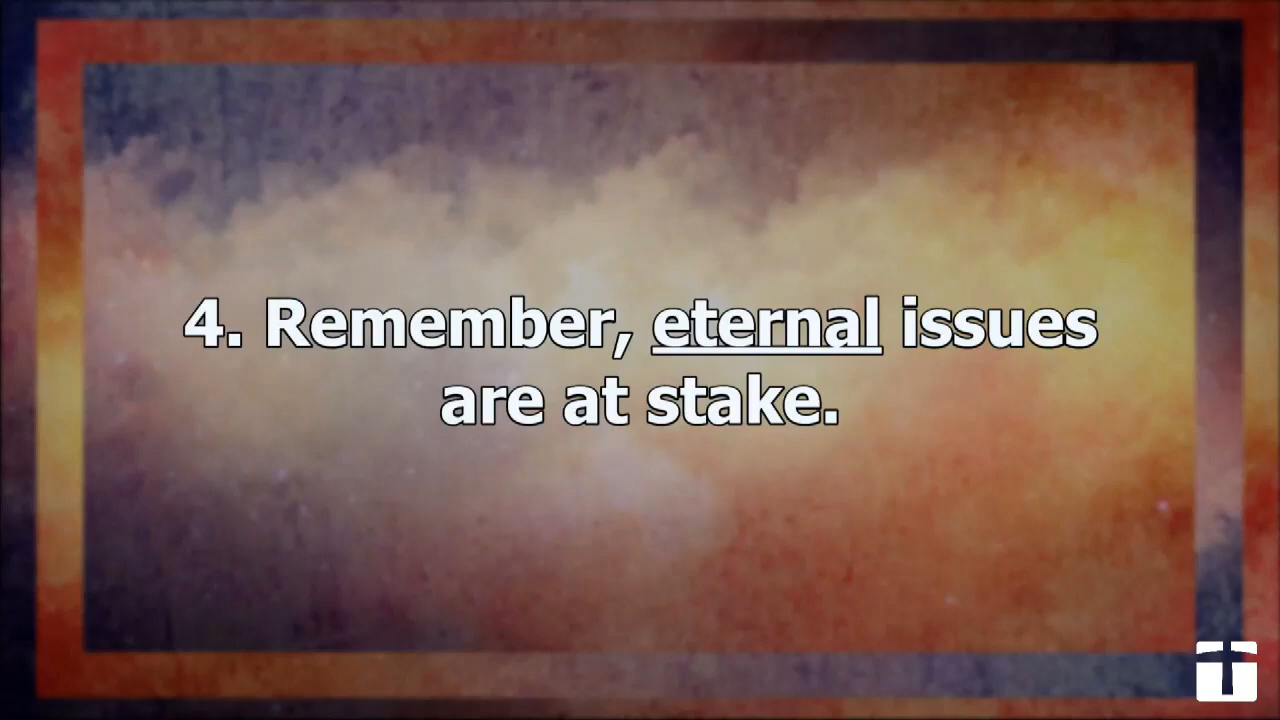 4. Remember, eternal issues
are at stake.